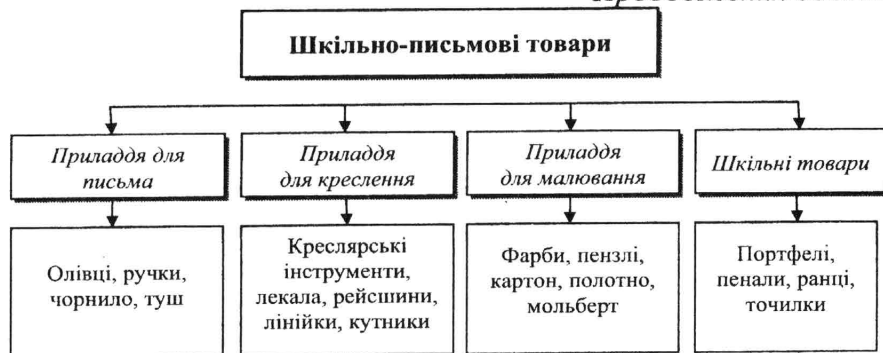 Шкільно-письмові товари
Приладдя для
письма
Приладдя
для креслення
Приладдя
для малювання
Шкільні товари
Олівці, ручки,
чорнило, туш
Креслярські
інструменти,
лекала, рейсшини,
лінійки, кутники
Фарби, пензлі,
картон, полотно,
мольберт
Портфелі,
пенали, ранці,
точилки